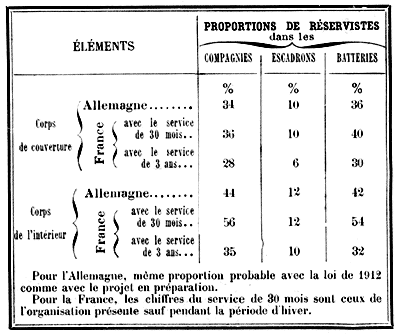 ÉLÉMENTS
PROPORTIONS DE RÉSERVISTES
dans les
COMPAGNIES ESCADRONS BATTERIES
% % %
Corps de couverture
Allemagne........ 34 10 36
France
avec le service de 30 mois.. 36 10 40
avec le service de 3 ans... 28 6 30
Corps de l'intérieur
Allemagne........ 44 12 42
France
avec le service de 30 mois.. 56 12 54
avec le service de 3 ans... 35 10 32
Pour l'Allemagne, même proportion probable avec la loi de 1912
comme avec le projet en préparation.
Pour la France, les chiffres du service de 30 mois sont ceux de
l'organisation présente sauf pendant la période d'hiver.